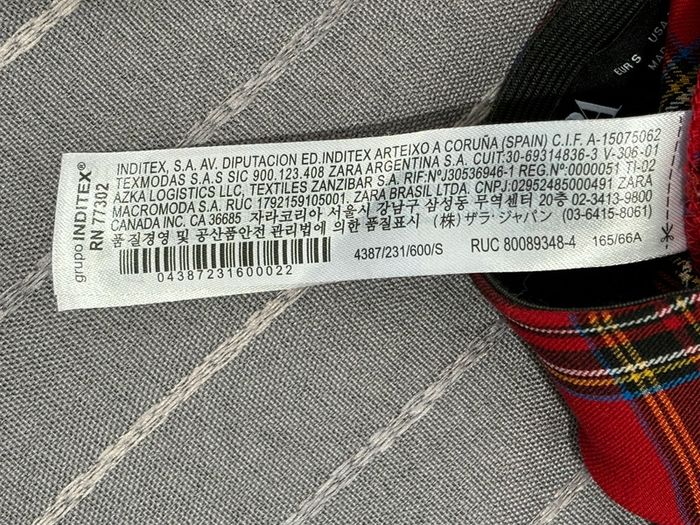 grupo INDITEX®
RN 77302
INDITEX, S.A. AV. DIPUTACION ED.INDITEX ARTEIXO A CORUÑA (SPAIN) C.I.F. A-15075062
TEXMODAS S.A.S SIC 900.123.408 ZARA ARGENTINA S.A. CUIT:30-69314836-3 V-306-01
AZKA LOGISTICS LLC, TEXTILES ZANZIBAR S.A. RIF:NºJ30536946-1 REG.Nº:0000051 TI-02
MACROMODA S.A. RUC 1792159105001, ZARA BRASIL LTDA. CNPJ:02952485000491 ZARA
CANADA INC. CA 36685 자라코리아 서울시 강남구 삼성동 무역센터 20층 02-3413-9800
품질경영 및 공산품안전 관리법에 의한 품질표시 (株) ザラ・ジャパン (03-6415-8061)
04387231600022
4387/231/600/S
RUC 80089348-4
165/66A
EUR S
USA
MA